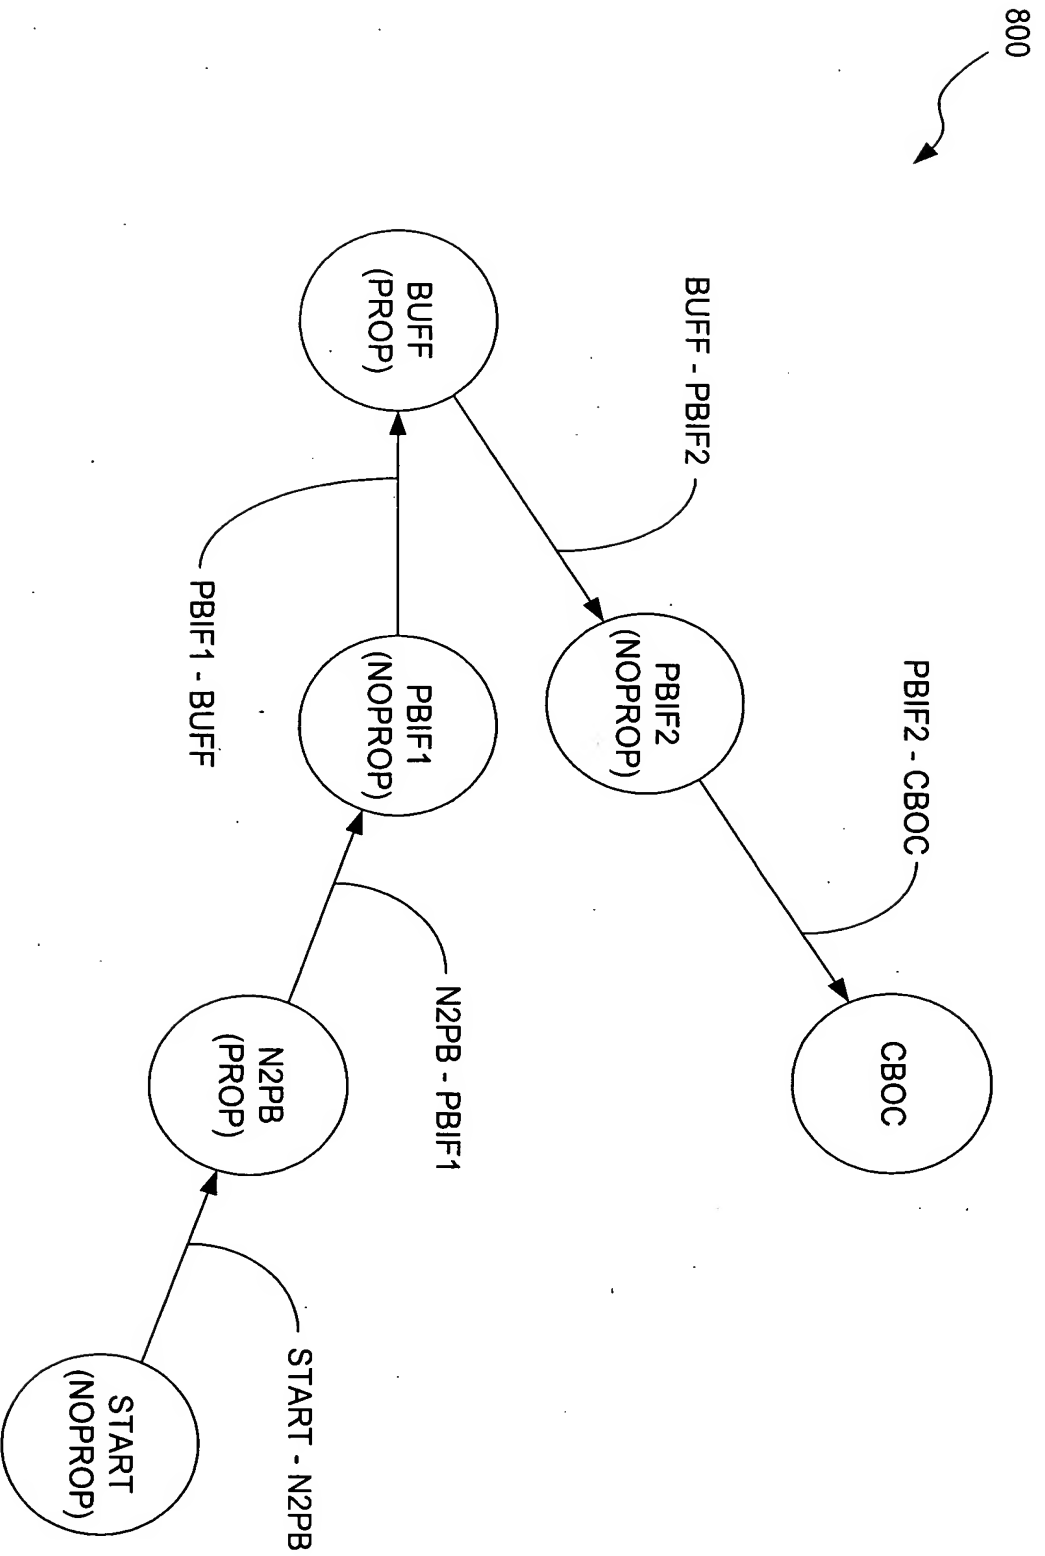 800
CBOC
PBIF2 - CBOC
PBIF2
(NOPROP)
BUFF - PBIF2
BUFF
(PROP)
PBIF1
(NOPROP)
N2PB - PBIF1
PBIF1 - BUFF
N2PB
(PROP)
START - N2PB
START
(NOPROP)